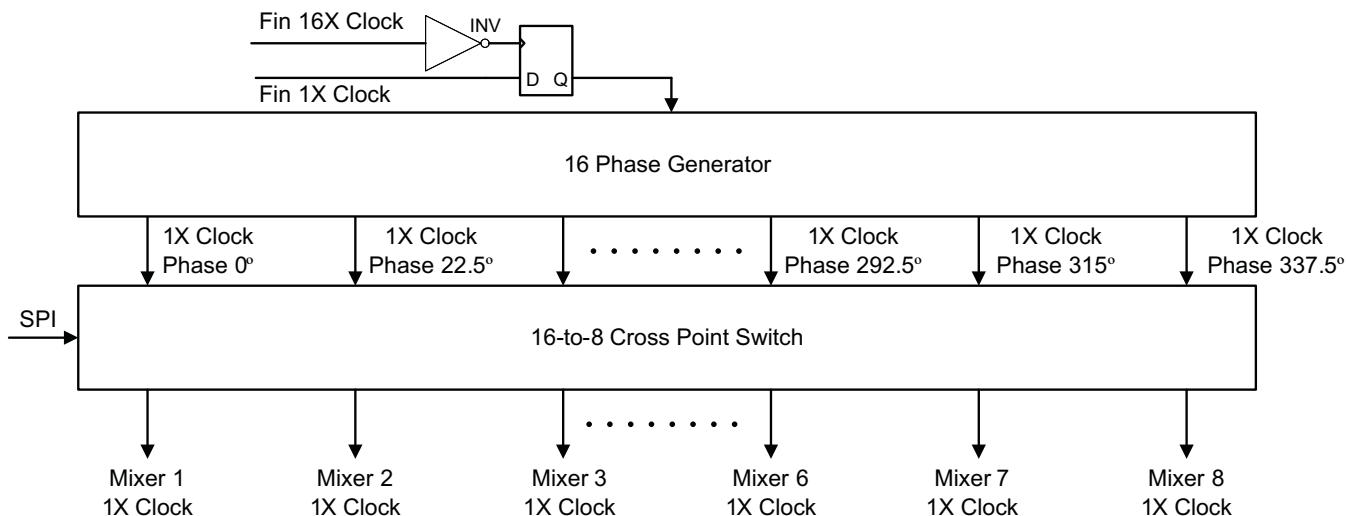 Fin 16X Clock
INV
D Q
Fin 1X Clock
16 Phase Generator
1X Clock
Phase 0º
1X Clock
Phase 22.5º
1X Clock
Phase 292.5º
1X Clock
Phase 315º
1X Clock
Phase 337.5º
SPI
16-to-8 Cross Point Switch
Mixer 1
1X Clock
Mixer 2
1X Clock
Mixer 3
1X Clock
Mixer 6
1X Clock
Mixer 7
1X Clock
Mixer 8
1X Clock